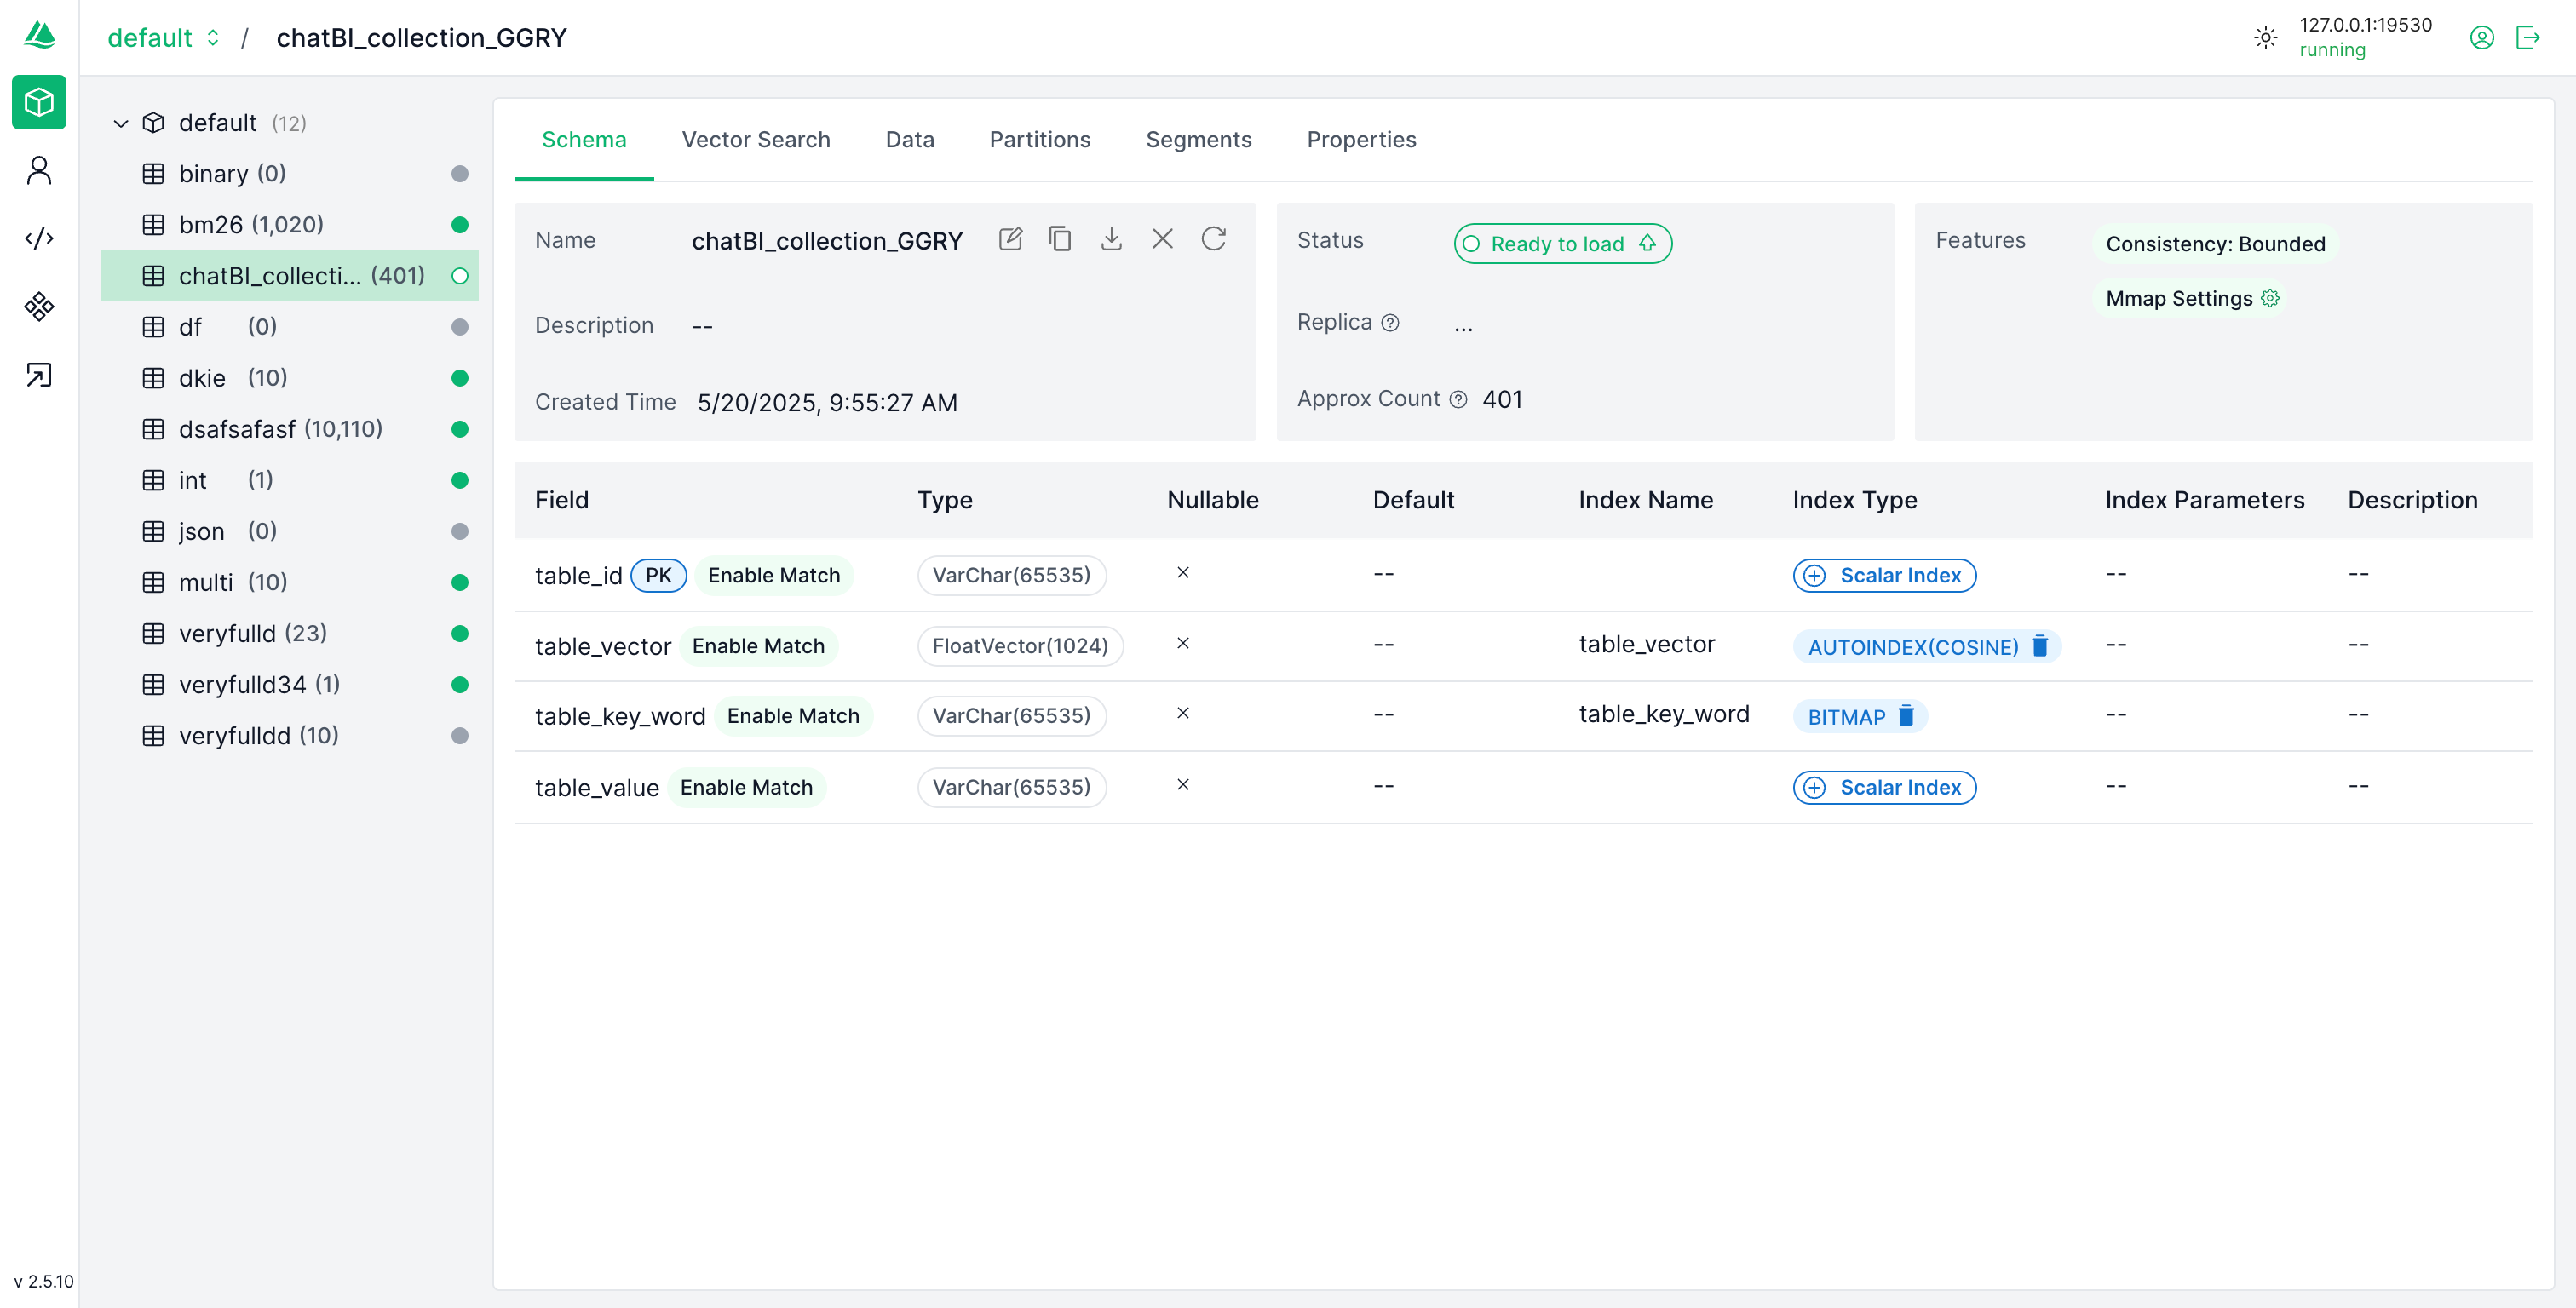 default / chatBI_collection_GGRY
127.0.0.1:19530
running
default (12)
binary (0)
bm26 (1,020)
chatBI_collecti... (401)
df (0)
dkie (10)
dsafsafasf (10,110)
int (1)
json (0)
multi (10)
veryfulld (23)
veryfulld34 (1)
veryfulldd (10)
v 2.5.10
Schema Vector Search Data Partitions Segments Properties
Name chatBI_collection_GGRY
Description --
Created Time 5/20/2025, 9:55:27 AM
Status Ready to load
Replica ...
Approx Count 401
Features Consistency: Bounded
Mmap Settings
Field Type Nullable Default Index Name Index Type Index Parameters Description
table_id PK Enable Match VarChar(65535) × -- Scalar Index -- --
table_vector Enable Match FloatVector(1024) × -- table_vector AUTOINDEX(COSINE) -- --
table_key_word Enable Match VarChar(65535) × -- table_key_word BITMAP -- --
table_value Enable Match VarChar(65535) × -- Scalar Index -- --